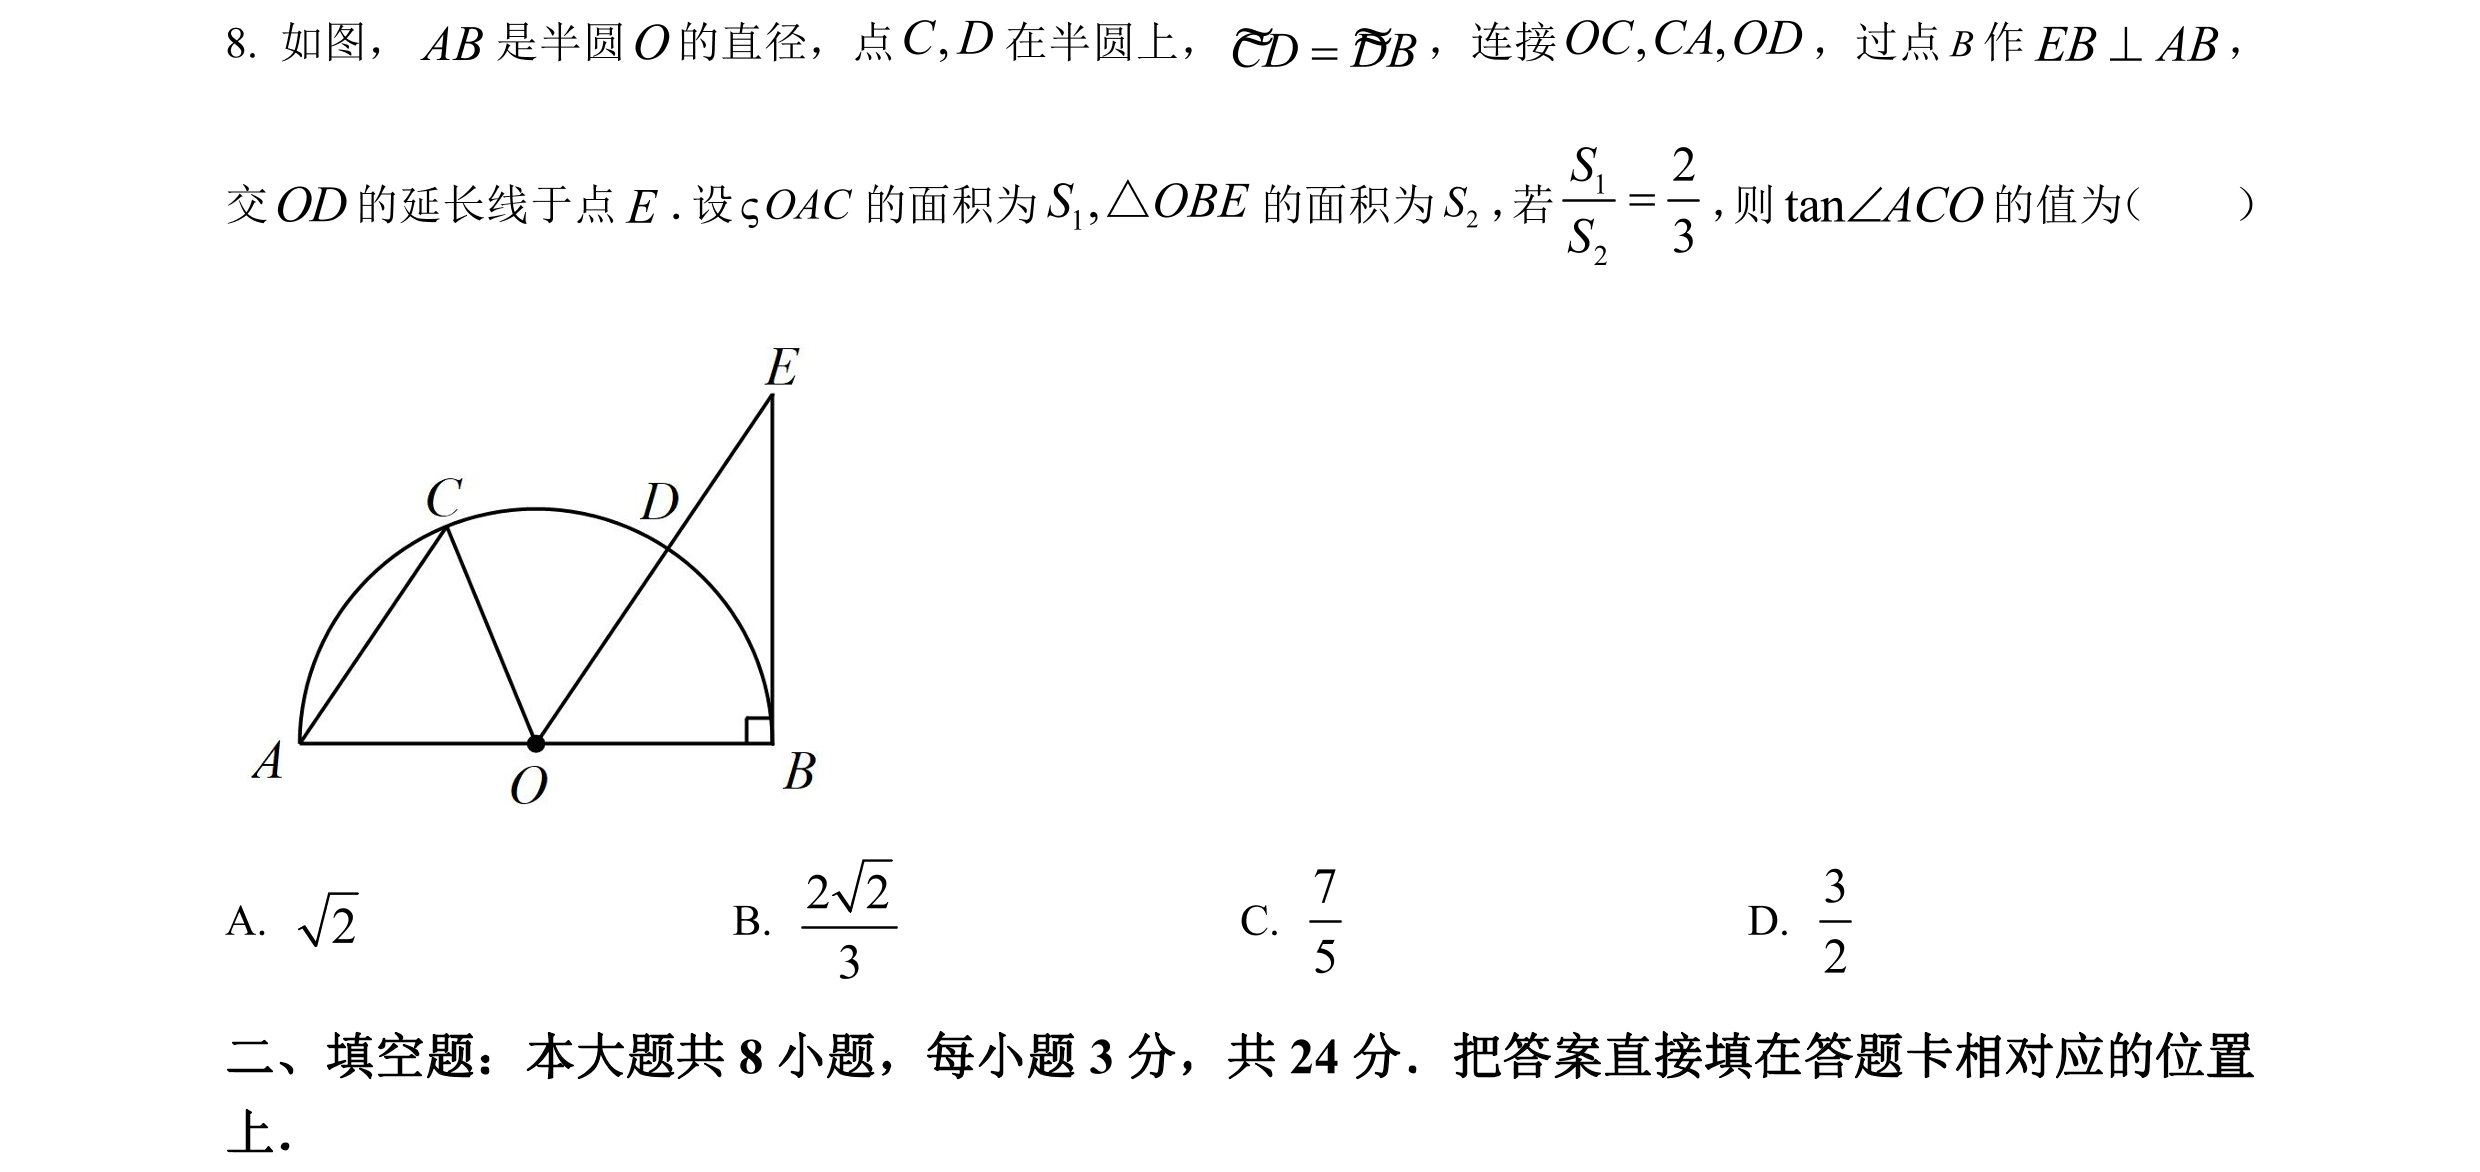 8. 如图， AB 是半圆 O 的直径，点 C, D 在半圆上， C͠D = D͠B ，连接 OC, CA, OD ，过点 B 作 EB ⊥ AB ，
交 OD 的延长线于点 E . 设 ςOAC 的面积为 S₁, △OBE 的面积为 S₂ , 若 S₁/S₂ = 2/3 , 则 tan∠ACO 的值为（　　）
E
C
D
A
O
B
A. √2 B. 2√2/3 C. 7/5 D. 3/2
二、填空题：本大题共 8 小题，每小题 3 分，共 24 分．把答案直接填在答题卡相对应的位置
上．